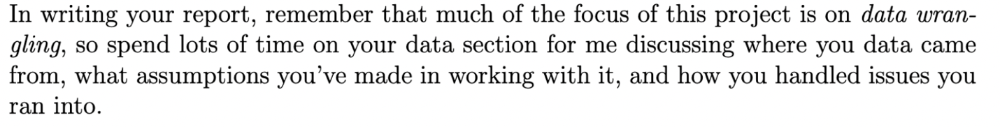 In writing your report, remember that much of the focus of this project is on data wran-
gling, so spend lots of time on your data section for me discussing where you data came
from, what assumptions you've made in working with it, and how you handled issues you
ran into.